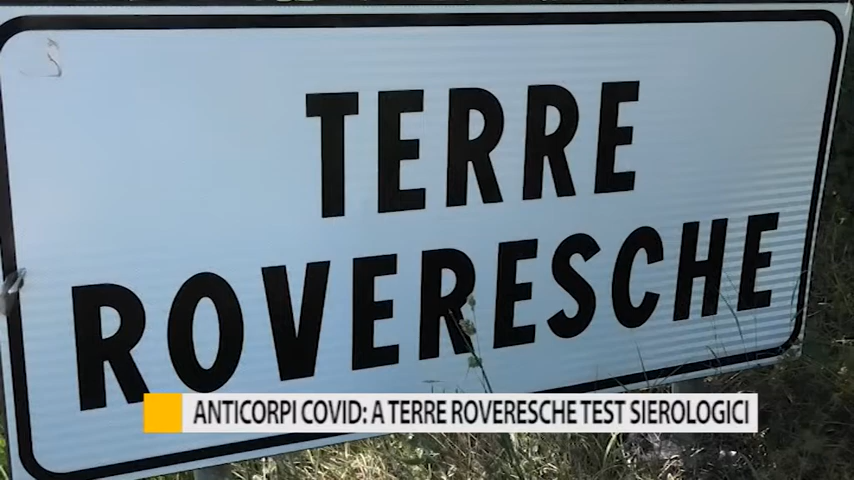 TERRE
ROVERESCHE
ANTICORPI COVID: A TERRE ROVERESCHE TEST SIEROLOGICI